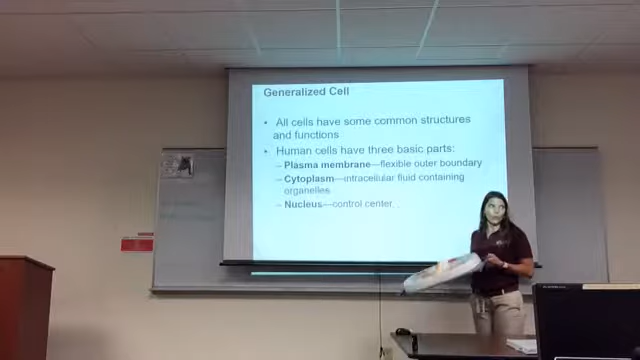 Generalized Cell
• All cells have some common structures
and functions
• Human cells have three basic parts:
– Plasma membrane—flexible outer boundary
– Cytoplasm—intracellular fluid containing
organelles
– Nucleus—control center